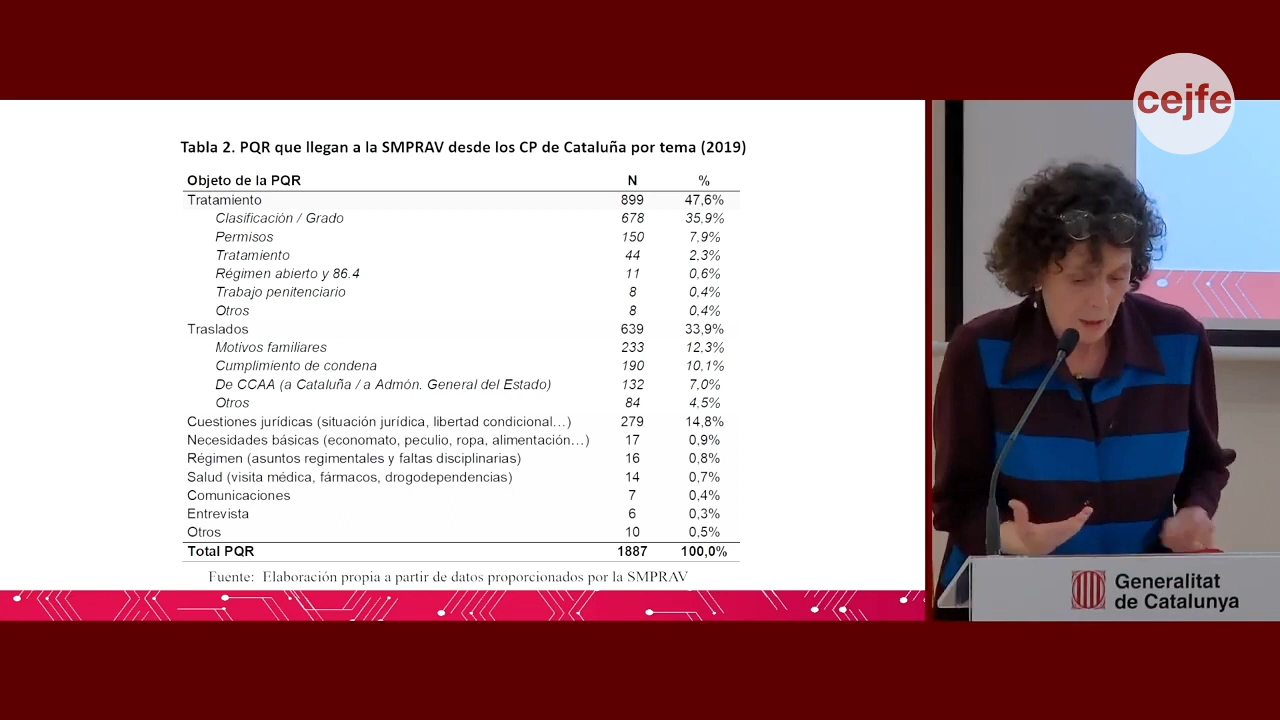 cejfe
Tabla 2. PQR que llegan a la SMPRAV desde los CP de Cataluña por tema (2019)
Objeto de la PQR N %
Tratamiento 899 47,6%
Clasificación / Grado 678 35,9%
Permisos 150 7,9%
Tratamiento 44 2,3%
Régimen abierto y 86.4 11 0,6%
Trabajo penitenciario 8 0,4%
Otros 8 0,4%
Traslados 639 33,9%
Motivos familiares 233 12,3%
Cumplimiento de condena 190 10,1%
De CCAA (a Cataluña / a Admón. General del Estado) 132 7,0%
Otros 84 4,5%
Cuestiones jurídicas (situación jurídica, libertad condicional…) 279 14,8%
Necesidades básicas (economato, peculio, ropa, alimentación…) 17 0,9%
Régimen (asuntos regimentales y faltas disciplinarias) 16 0,8%
Salud (visita médica, fármacos, drogodependencias) 14 0,7%
Comunicaciones 7 0,4%
Entrevista 6 0,3%
Otros 10 0,5%
Total PQR 1887 100,0%
Fuente: Elaboración propia a partir de datos proporcionados por la SMPRAV
Generalitat
de Catalunya